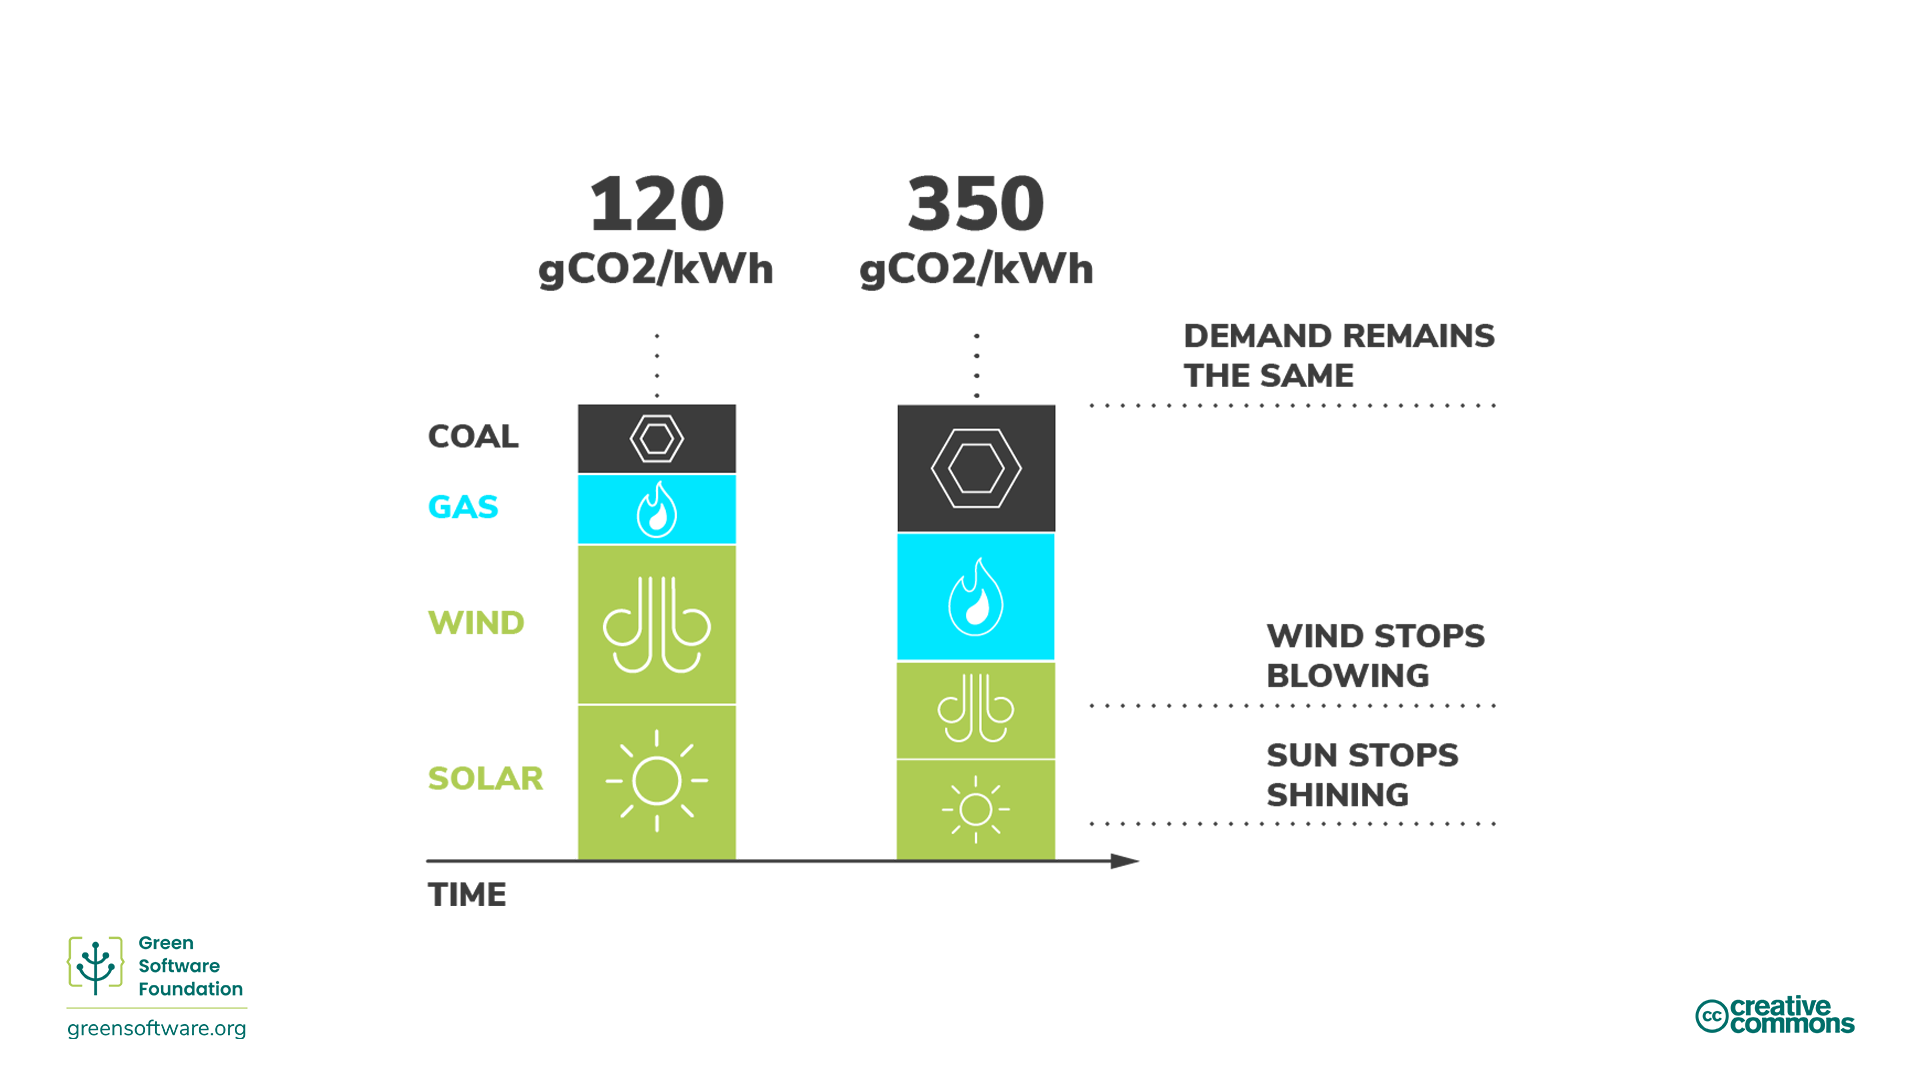 120
gCO2/kWh
350
gCO2/kWh
DEMAND REMAINS
THE SAME
COAL
GAS
WIND
SOLAR
WIND STOPS
BLOWING
SUN STOPS
SHINING
TIME
Green
Software
Foundation
greensoftware.org
cc creative
commons